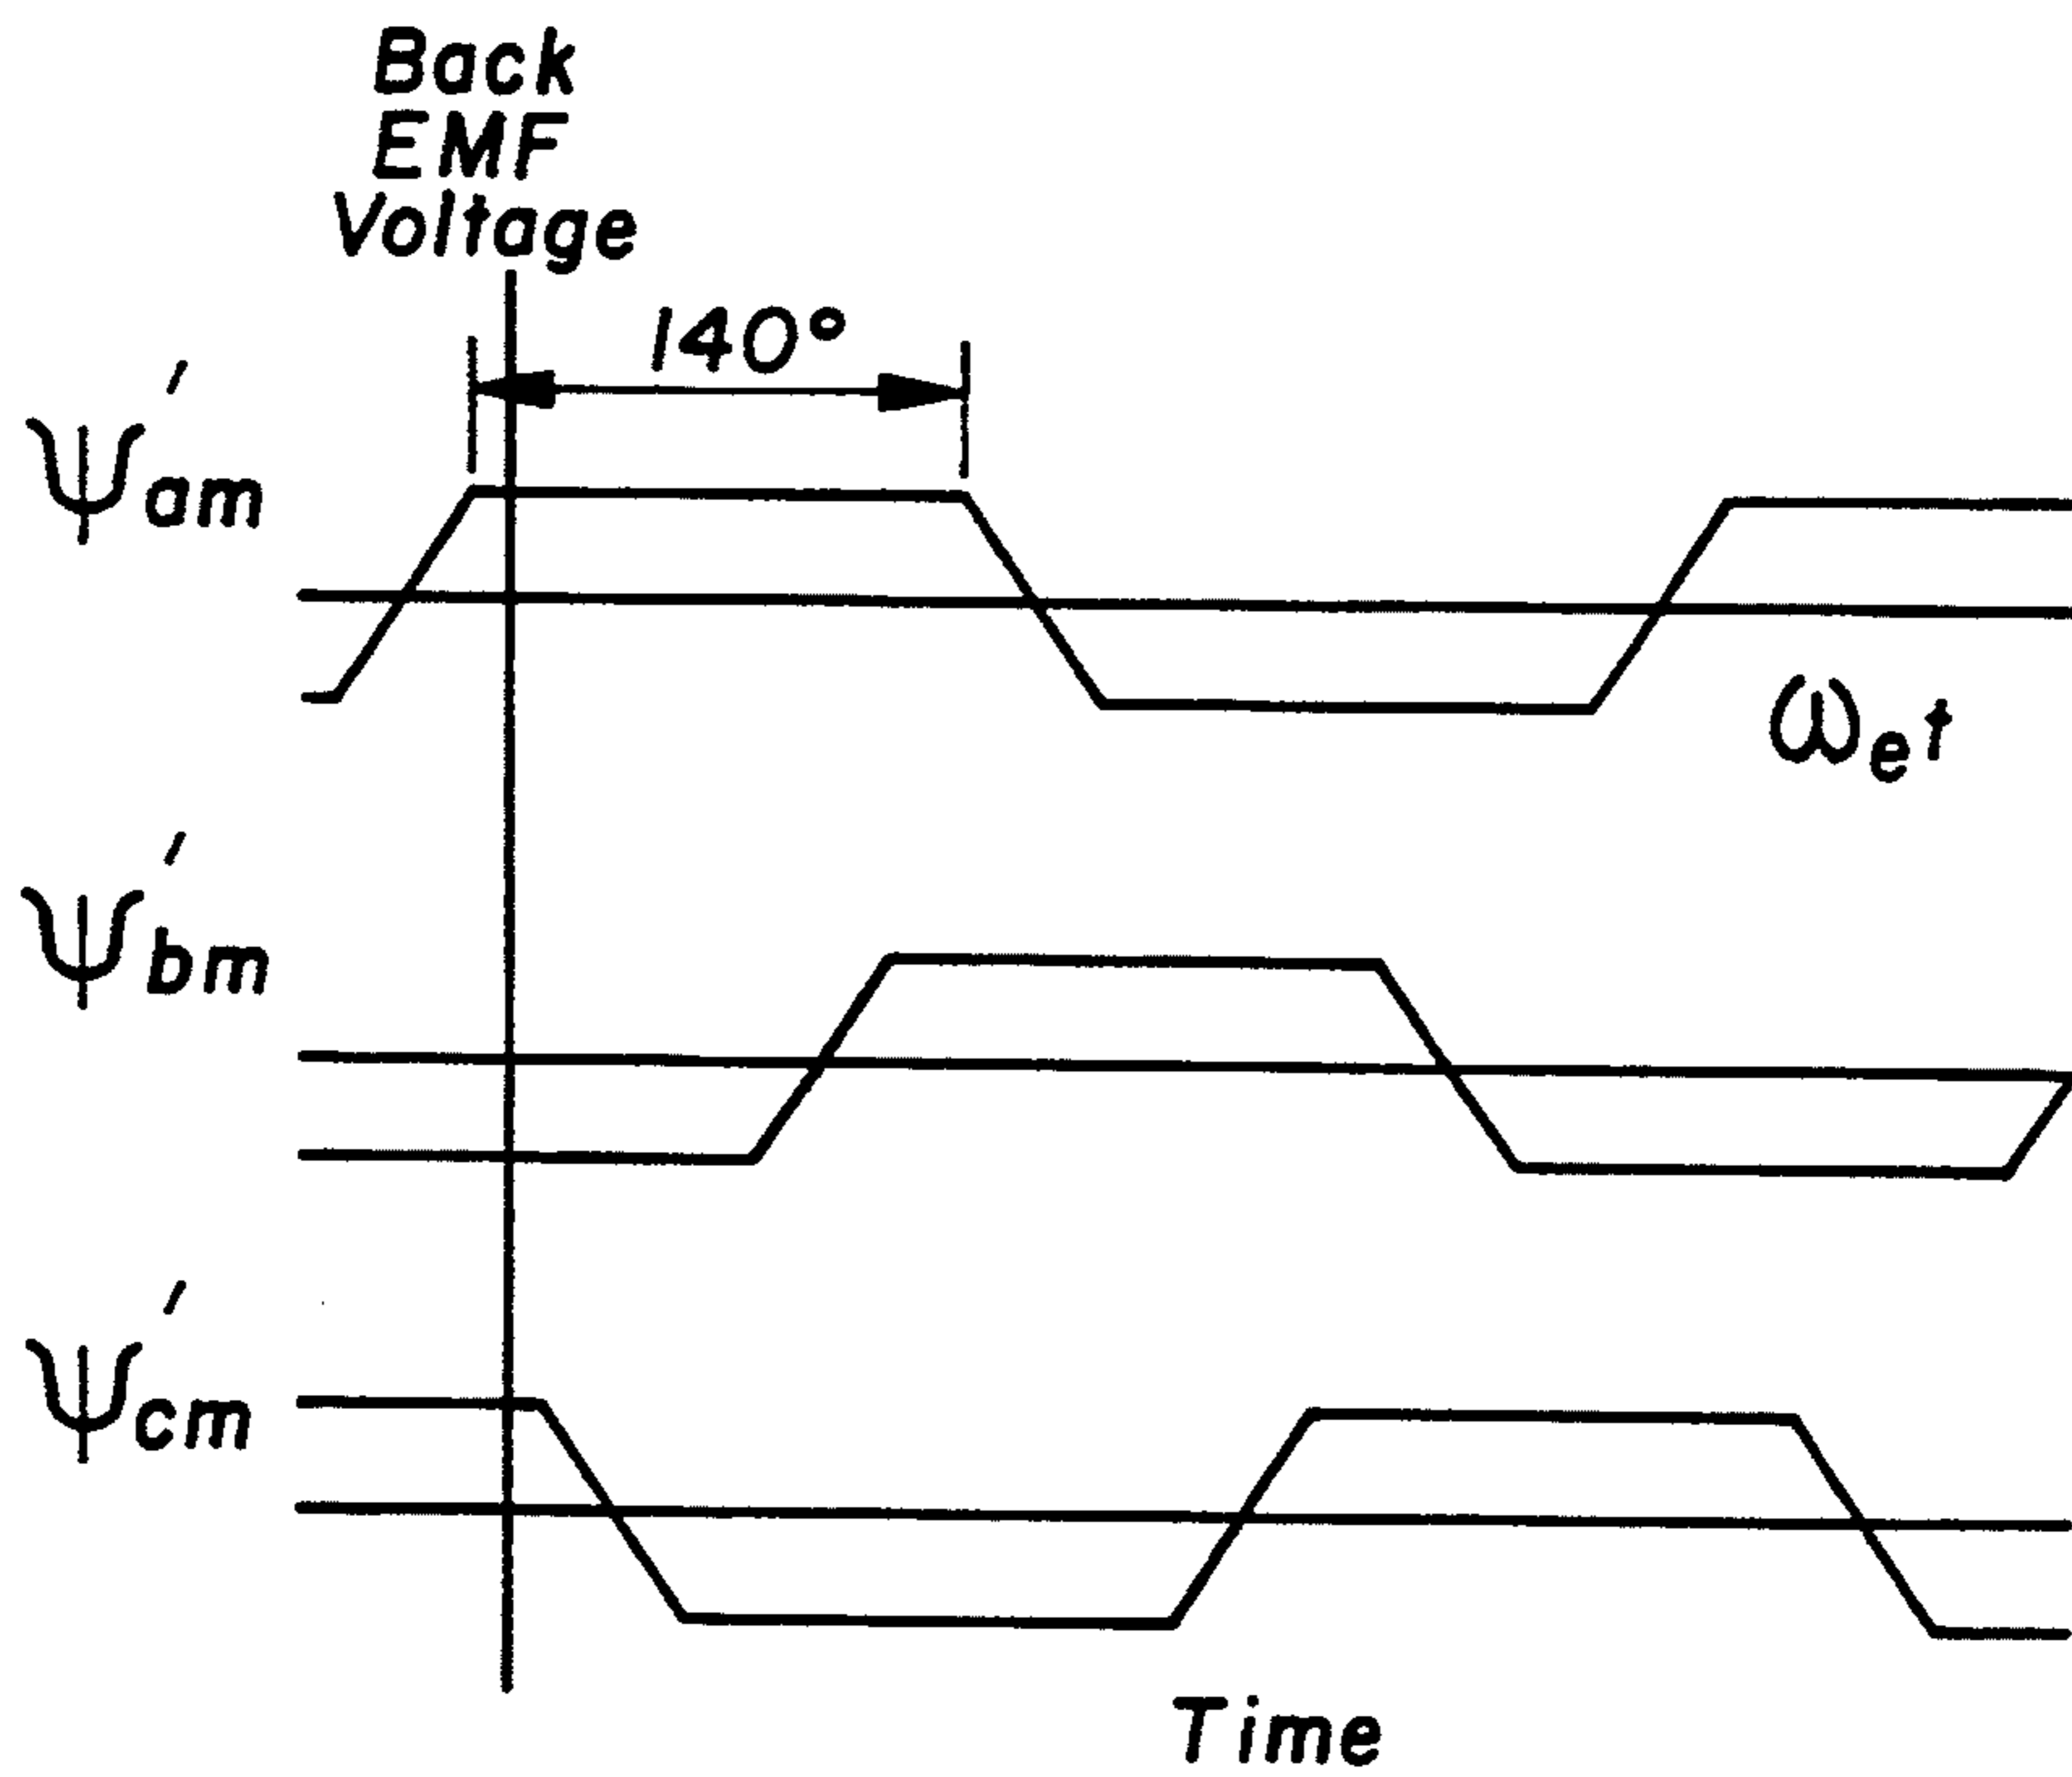 Back
EMF
Voltage
140°
ψ'am
ωet
ψ'bm
ψ'cm
Time